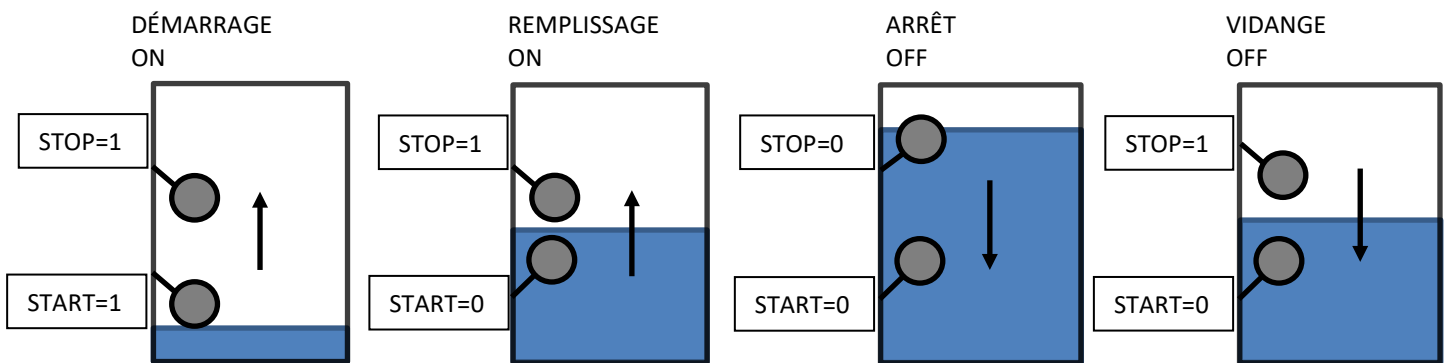 DÉMARRAGE
ON
STOP=1
START=1
REMPLISSAGE
ON
STOP=1
START=0
ARRÊT
OFF
STOP=0
START=0
VIDANGE
OFF
STOP=1
START=0